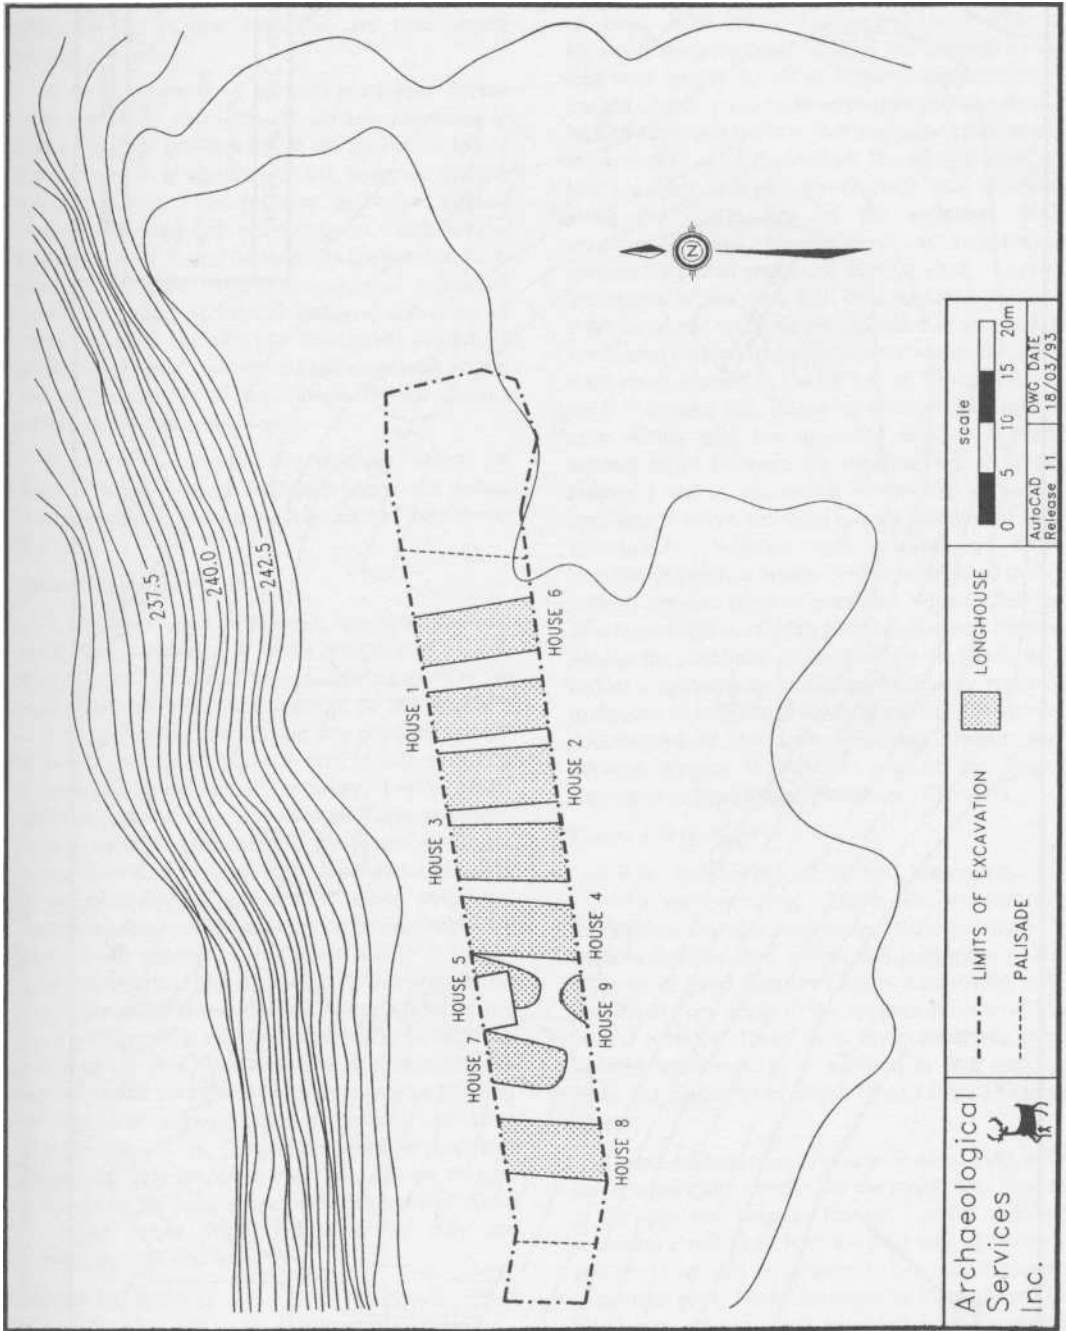 237.5
240.0
242.5
HOUSE 7
HOUSE 5
HOUSE 3
HOUSE 1
HOUSE 8
HOUSE 9
HOUSE 4
HOUSE 2
HOUSE 6
N
Archaeological
Services
Inc.
LIMITS OF EXCAVATION
PALISADE
LONGHOUSE
scale
0 5 10 15 20m
AutoCAD
Release 11
DWG DATE
18/03/93